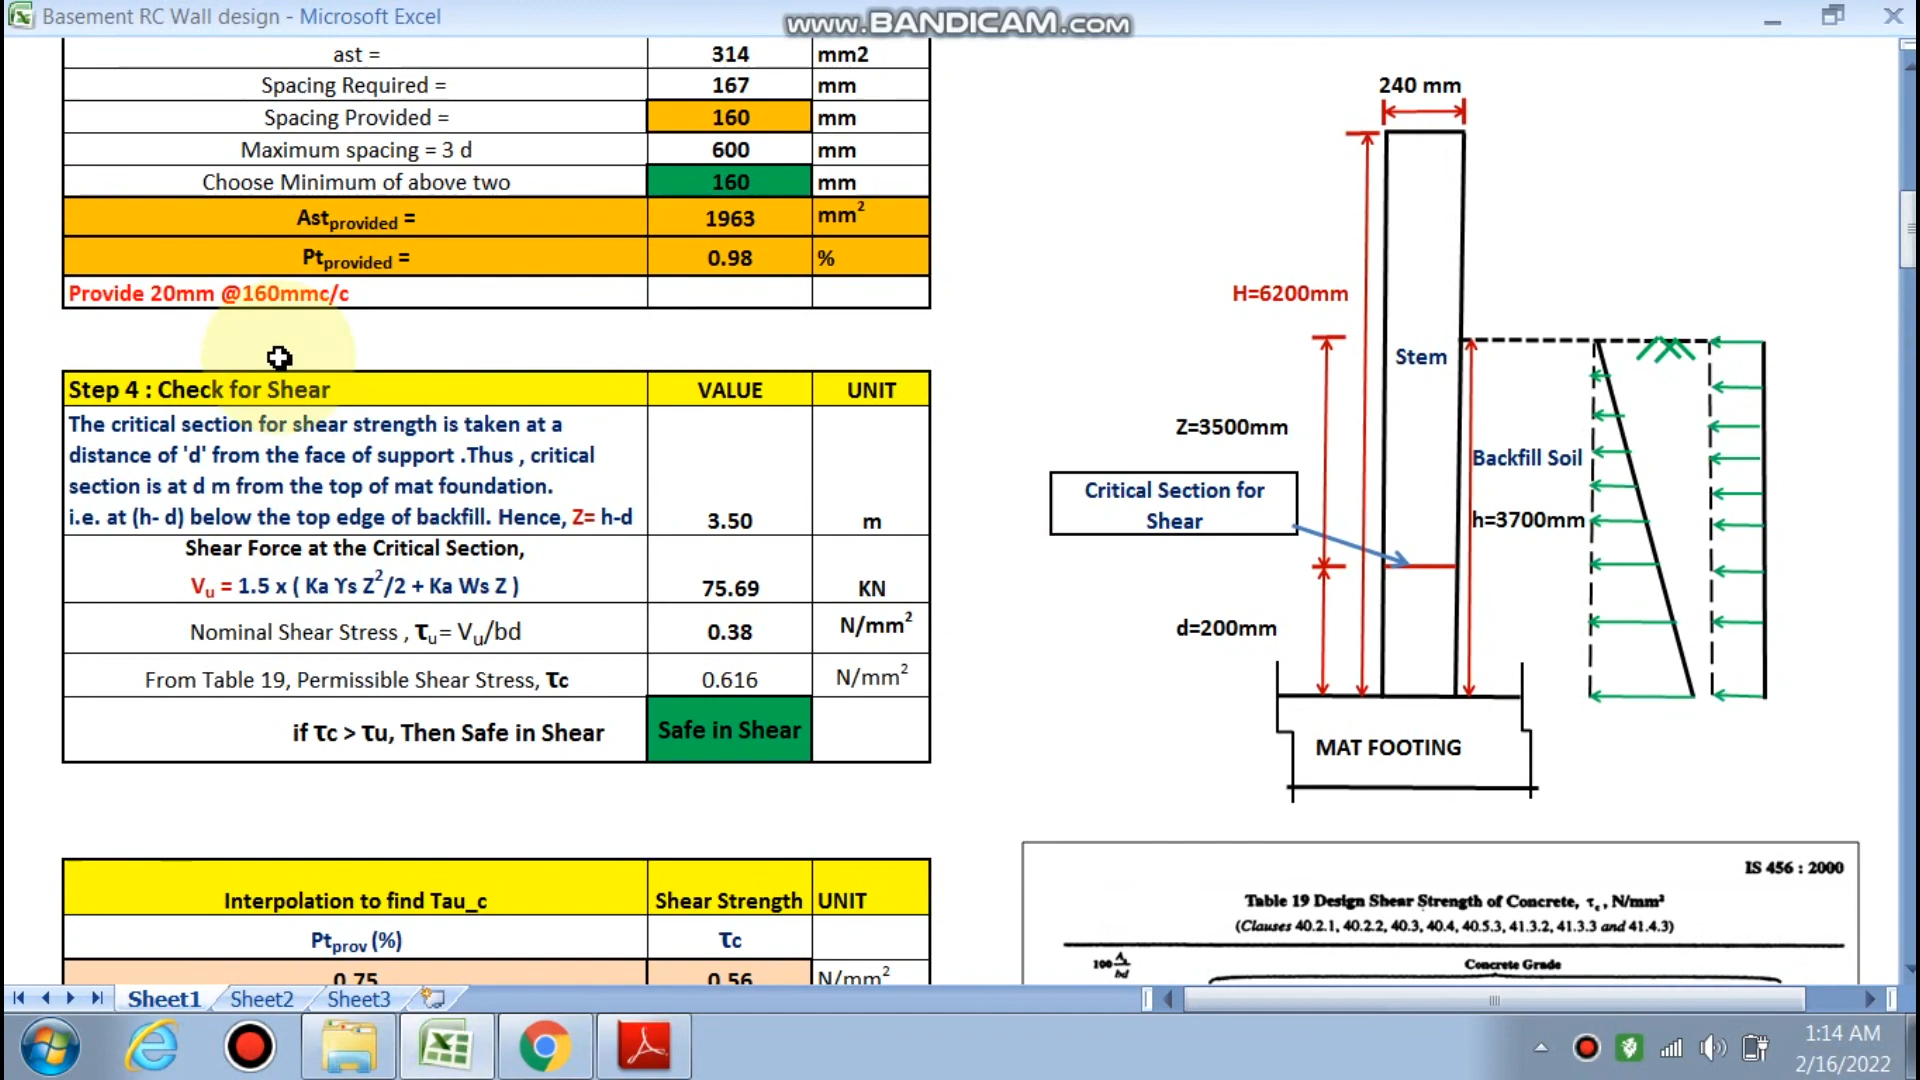 Basement RC Wall design - Microsoft Excel
www.BANDICAM.com
ast = 314 mm2
Spacing Required = 167 mm
Spacing Provided = 160 mm
Maximum spacing = 3 d 600 mm
Choose Minimum of above two 160 mm
Astprovided = 1963 mm2
Ptprovided = 0.98 %
Provide 20mm @160mmc/c
Step 4 : Check for Shear VALUE UNIT
The critical section for shear strength is taken at a
distance of 'd' from the face of support .Thus , critical
section is at d m from the top of mat foundation.
i.e. at (h- d) below the top edge of backfill. Hence, Z= h-d 3.50 m
Shear Force at the Critical Section,
Vu = 1.5 x ( Ka ϒs Z2/2 + Ka Ws Z ) 75.69 KN
Nominal Shear Stress , τu= Vu/bd 0.38 N/mm2
From Table 19, Permissible Shear Stress, τc 0.616 N/mm2
if τc > τu, Then Safe in Shear Safe in Shear
Interpolation to find Tau_c Shear Strength UNIT
Ptprov (%) τc
0.75 0.56 N/mm2
240 mm
H=6200mm
Stem
Z=3500mm
Backfill Soil
Critical Section for
Shear
h=3700mm
d=200mm
MAT FOOTING
IS 456 : 2000
Table 19 Design Shear Strength of Concrete, τc, N/mm²
(Clauses 40.2.1, 40.2.2, 40.3, 40.4, 40.5.3, 41.3.2, 41.3.3 and 41.4.3)
100 As/bd Concrete Grade
Sheet1 Sheet2 Sheet3
1:14 AM
2/16/2022